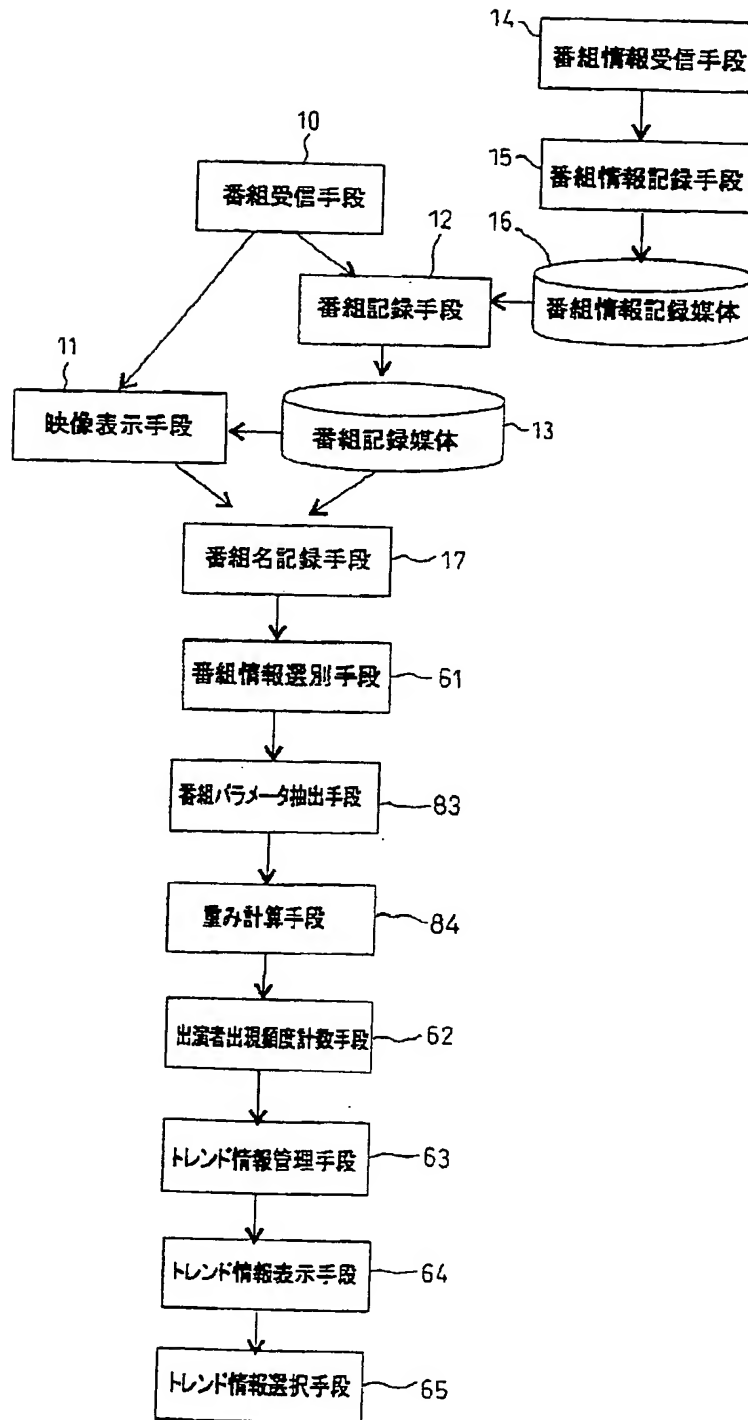 14
番組情報受信手段
15
番組情報記録手段
10
番組受信手段
16
番組情報記録媒体
12
番組記録手段
11
映像表示手段
番組記録媒体
13
番組名記録手段
17
番組情報選別手段
61
番組パラメータ抽出手段
83
重み計算手段
84
出演者出現頻度計数手段
62
トレンド情報管理手段
63
トレンド情報表示手段
64
トレンド情報選択手段
65